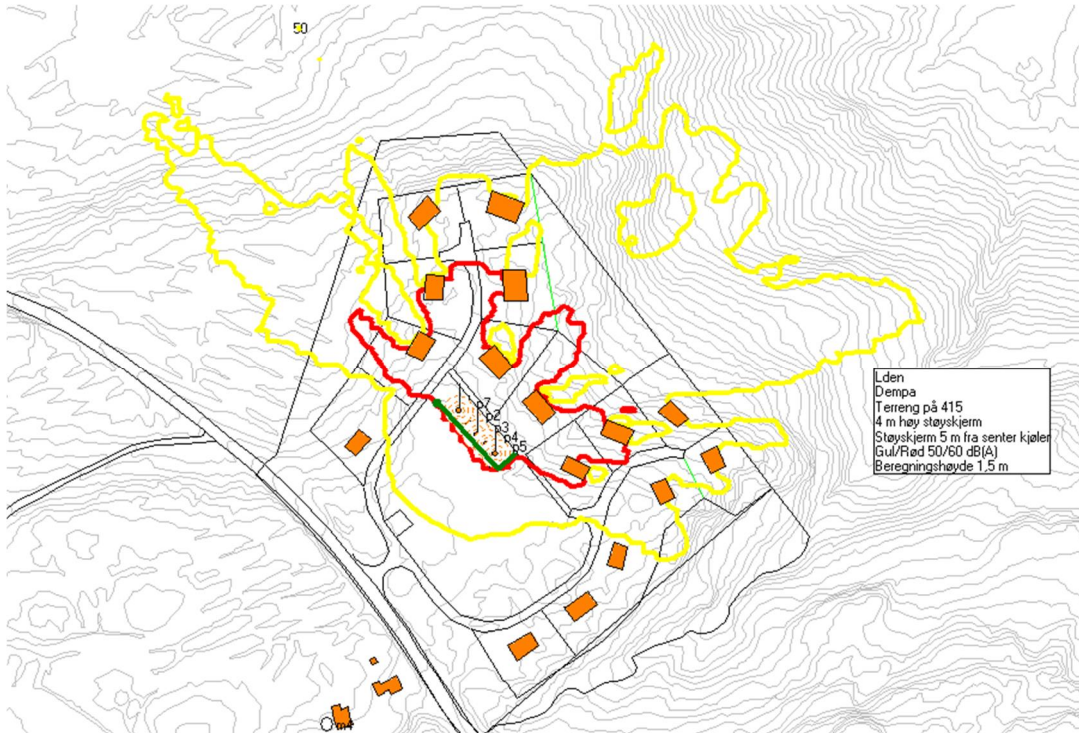 50
p7
p2
p3
p4
p5
Lden
Dempa
Terreng på 415
4 m høy støyskjerm
Støyskjerm 5 m fra senter kjøler
Gul/Rød 50/60 dB(A)
Beregningshøyde 1,5 m
m4